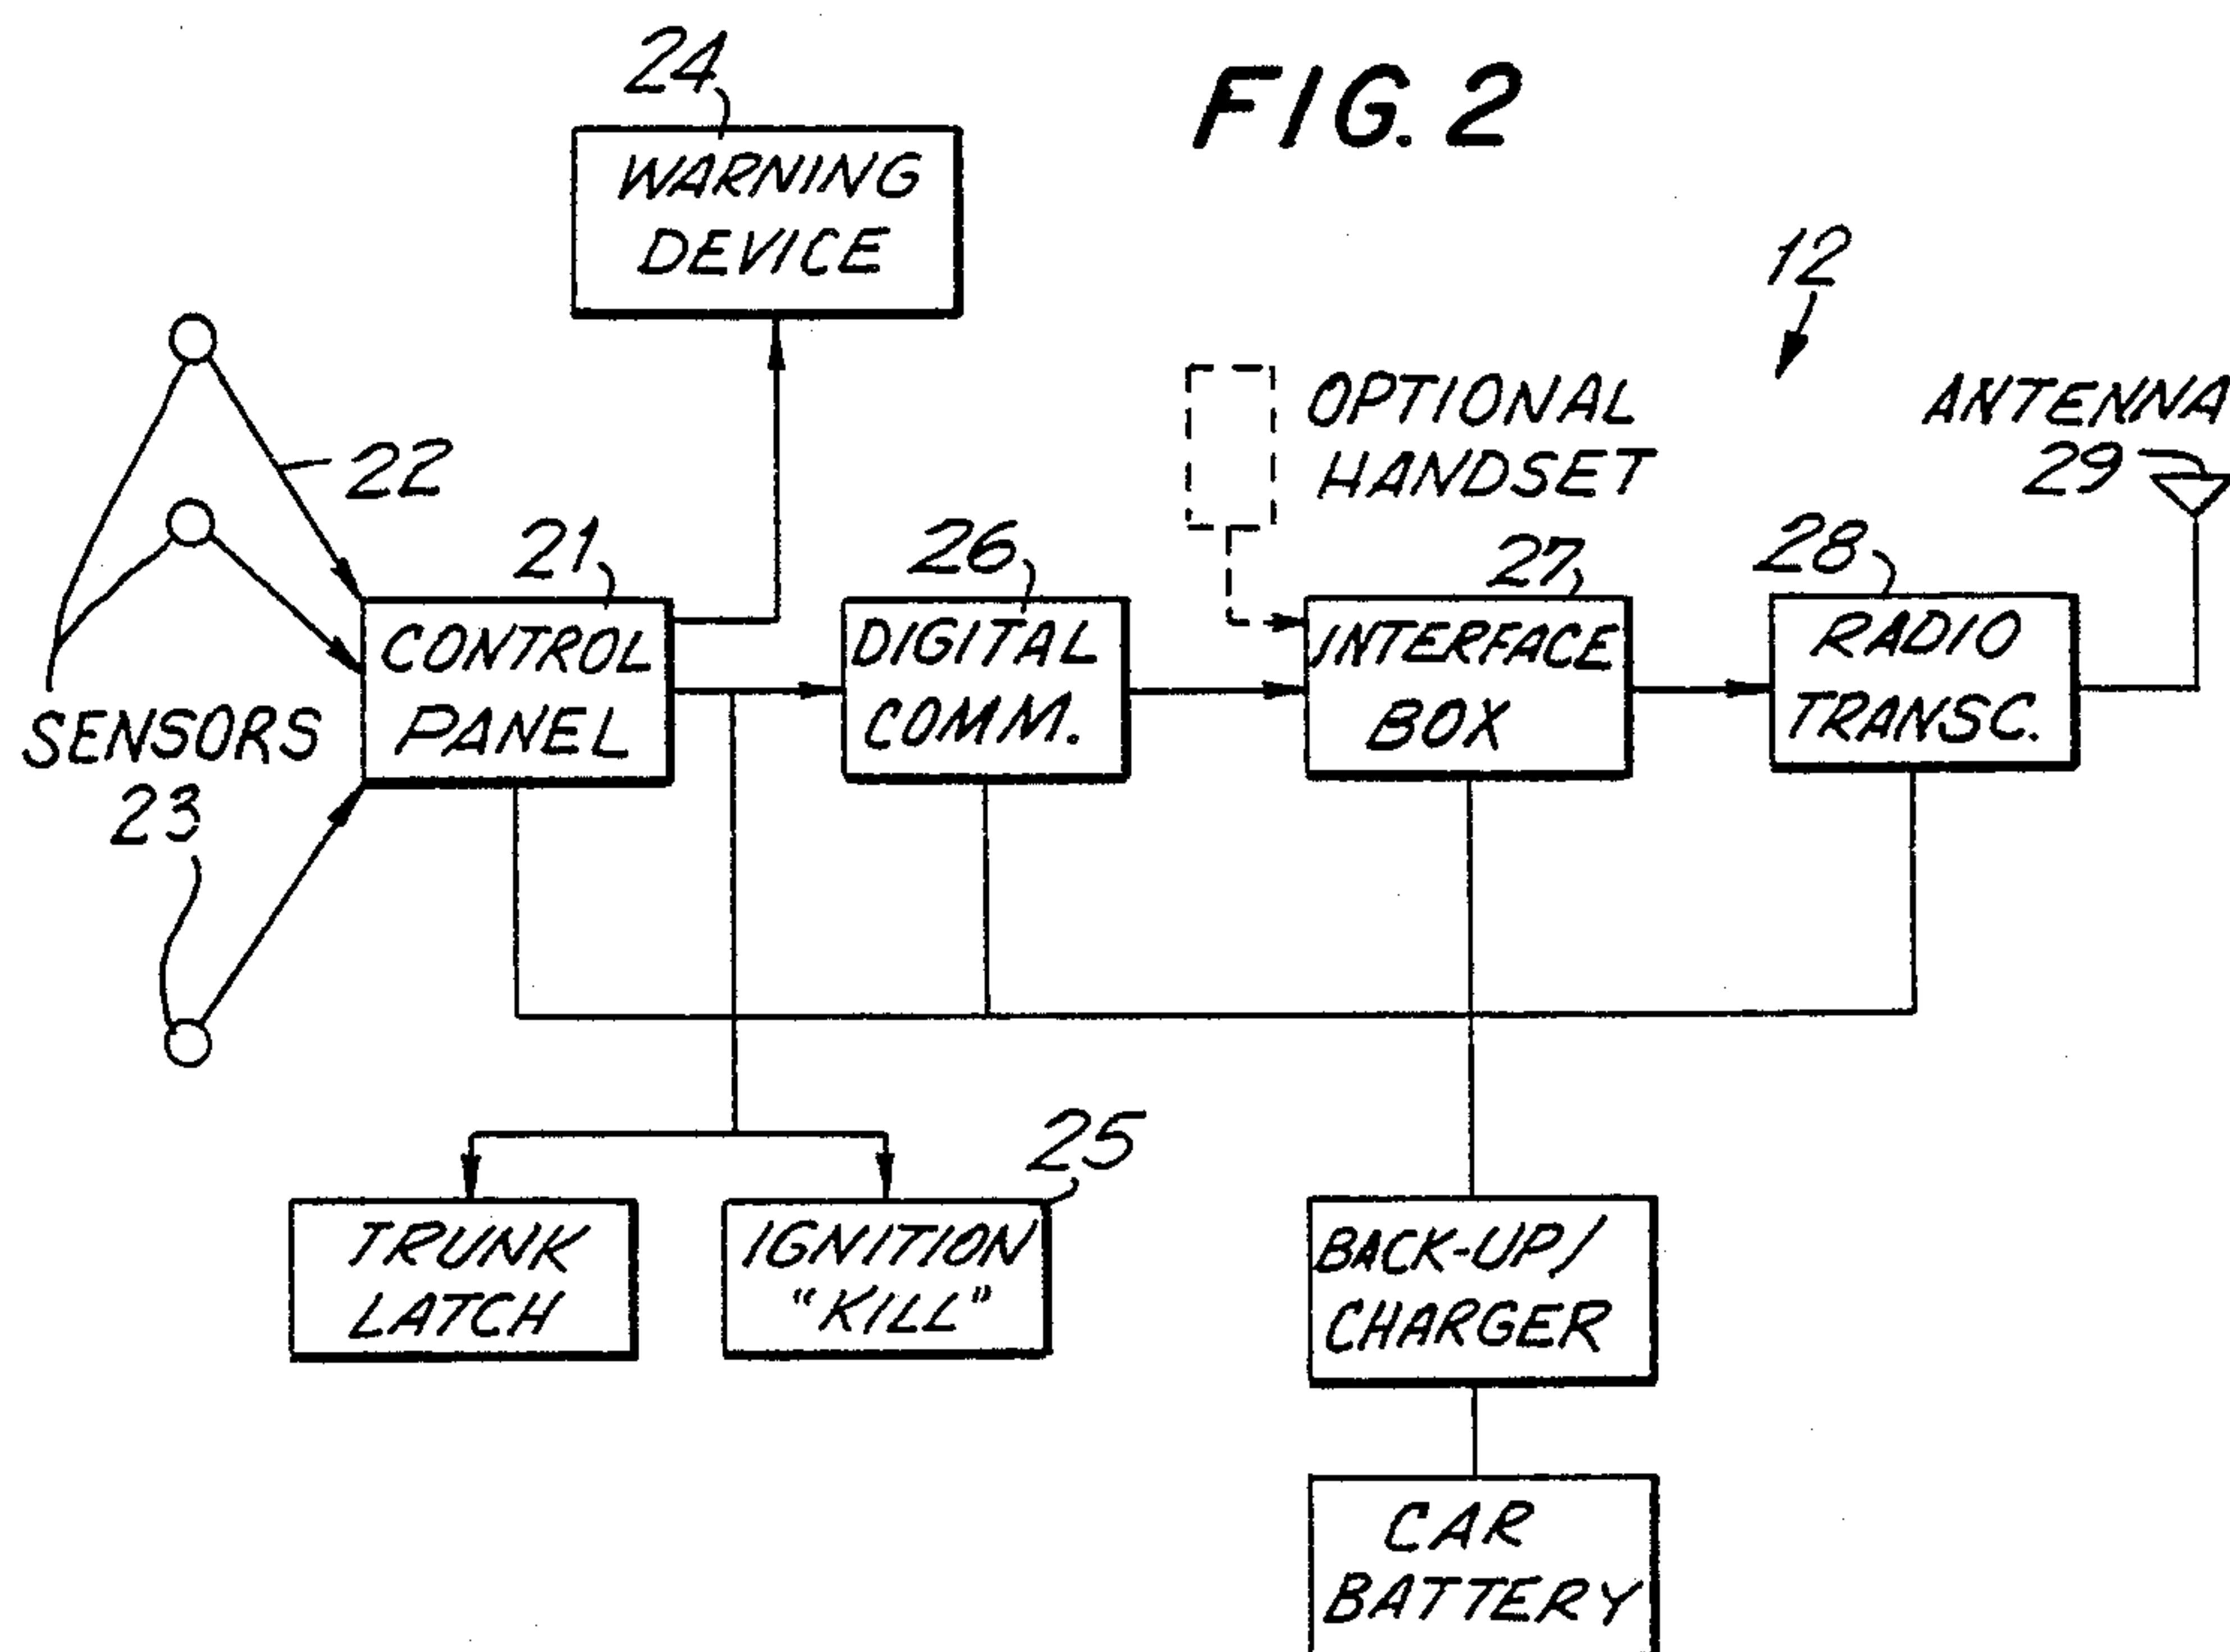 FIG. 2
24
WARNING
DEVICE
12
OPTIONAL
HANDSET
ANTENNA
29
22
21
26
27
28
CONTROL
PANEL
DIGITAL
COMM.
INTERFACE
BOX
RADIO
TRANSC.
SENSORS
23
25
TRUNK
LATCH
IGNITION
"KILL"
BACK-UP/
CHARGER
CAR
BATTERY